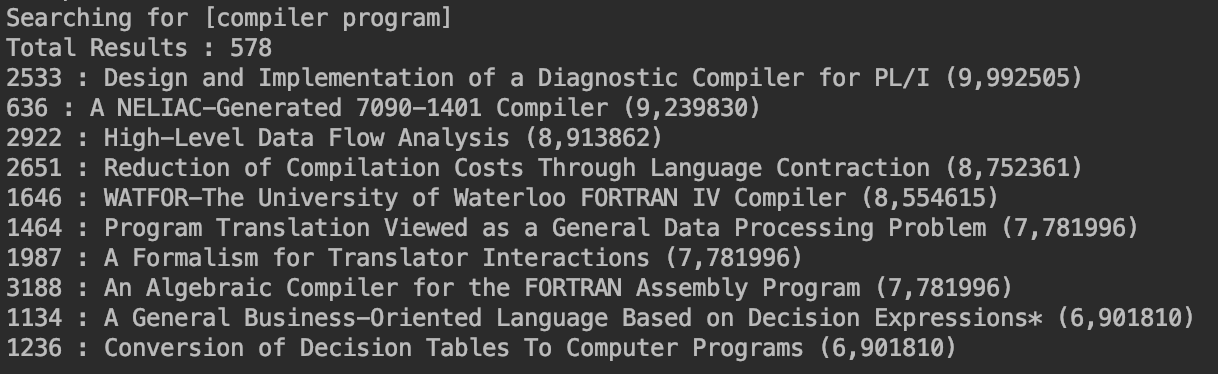 Searching for [compiler program]
Total Results : 578
2533 : Design and Implementation of a Diagnostic Compiler for PL/I (9,992505)
636 : A NELIAC-Generated 7090-1401 Compiler (9,239830)
2922 : High-Level Data Flow Analysis (8,913862)
2651 : Reduction of Compilation Costs Through Language Contraction (8,752361)
1646 : WATFOR-The University of Waterloo FORTRAN IV Compiler (8,554615)
1464 : Program Translation Viewed as a General Data Processing Problem (7,781996)
1987 : A Formalism for Translator Interactions (7,781996)
3188 : An Algebraic Compiler for the FORTRAN Assembly Program (7,781996)
1134 : A General Business-Oriented Language Based on Decision Expressions* (6,901810)
1236 : Conversion of Decision Tables To Computer Programs (6,901810)